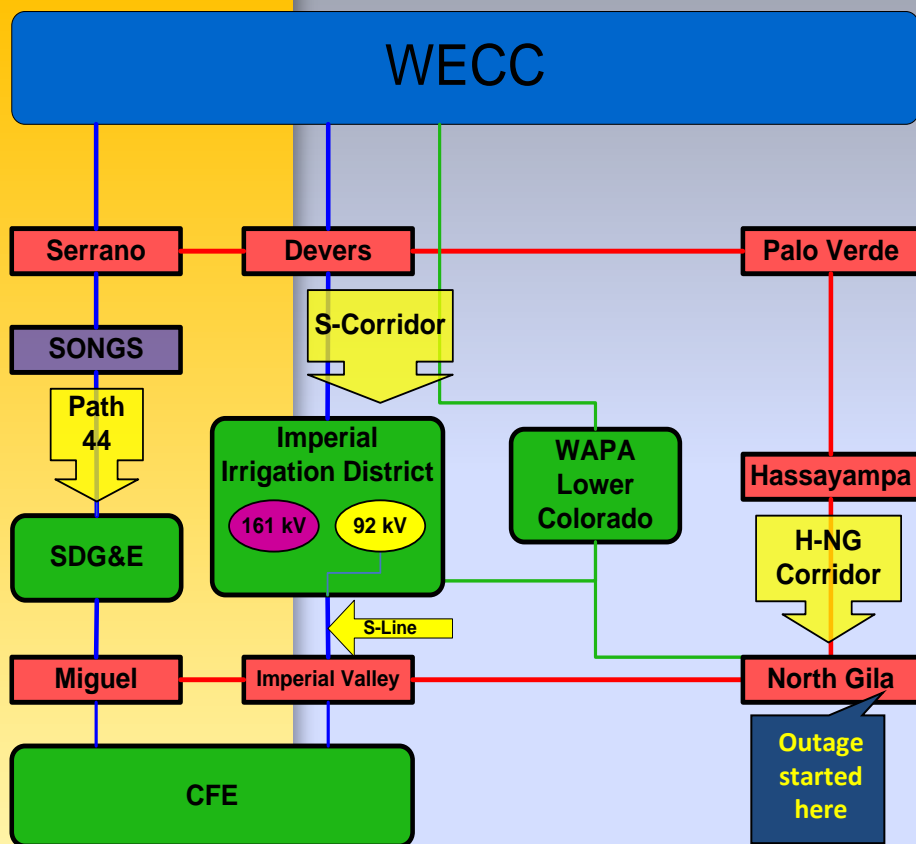 WECC
Serrano
Devers
Palo Verde
SONGS
S-Corridor
Path
44
Imperial
Irrigation District
161 kV
92 kV
WAPA
Lower
Colorado
Hassayampa
H-NG
Corridor
SDG&E
S-Line
Miguel
Imperial Valley
North Gila
Outage
started
here
CFE